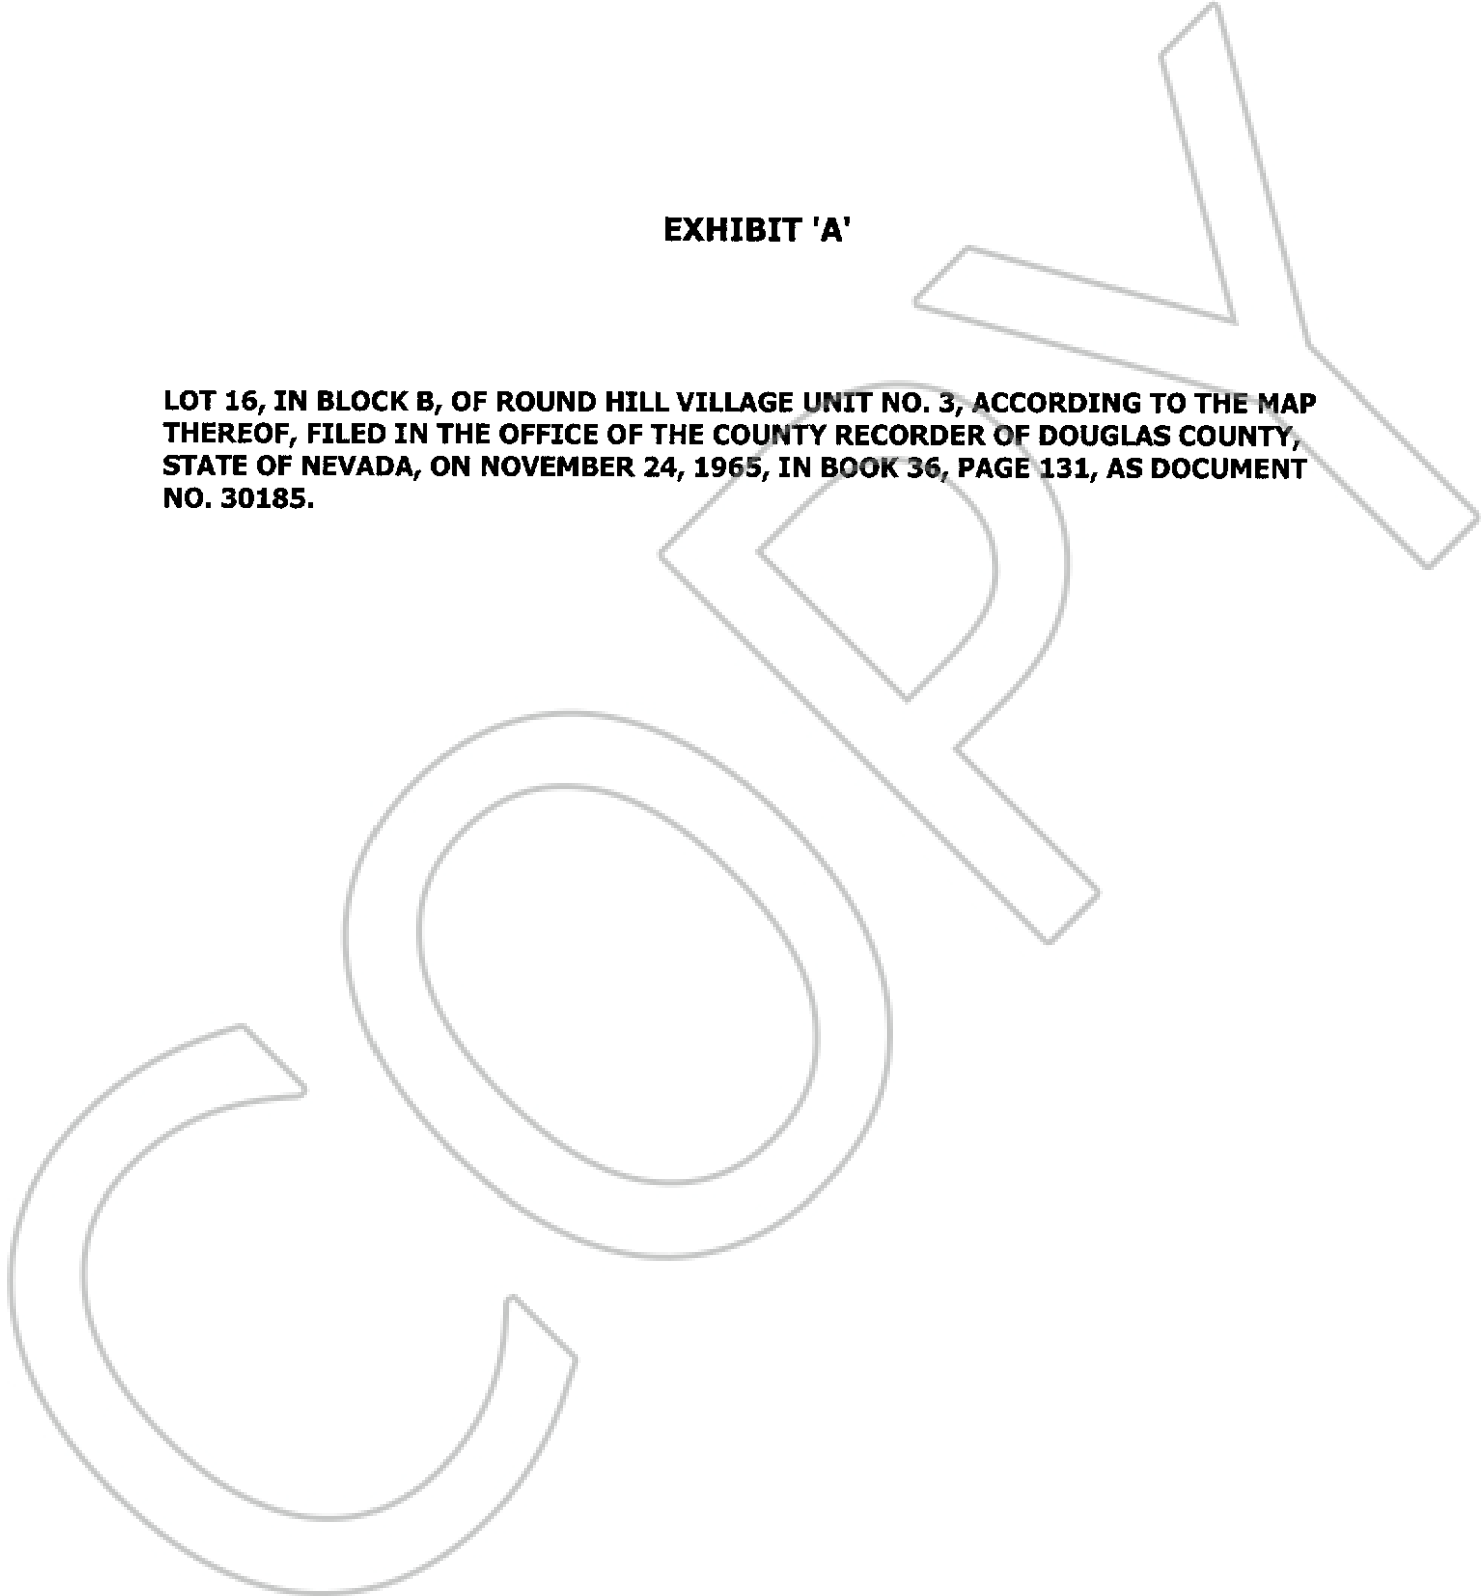 EXHIBIT 'A'
LOT 16, IN BLOCK B, OF ROUND HILL VILLAGE UNIT NO. 3, ACCORDING TO THE MAP
THEREOF, FILED IN THE OFFICE OF THE COUNTY RECORDER OF DOUGLAS COUNTY,
STATE OF NEVADA, ON NOVEMBER 24, 1965, IN BOOK 36, PAGE 131, AS DOCUMENT
NO. 30185.
COPY